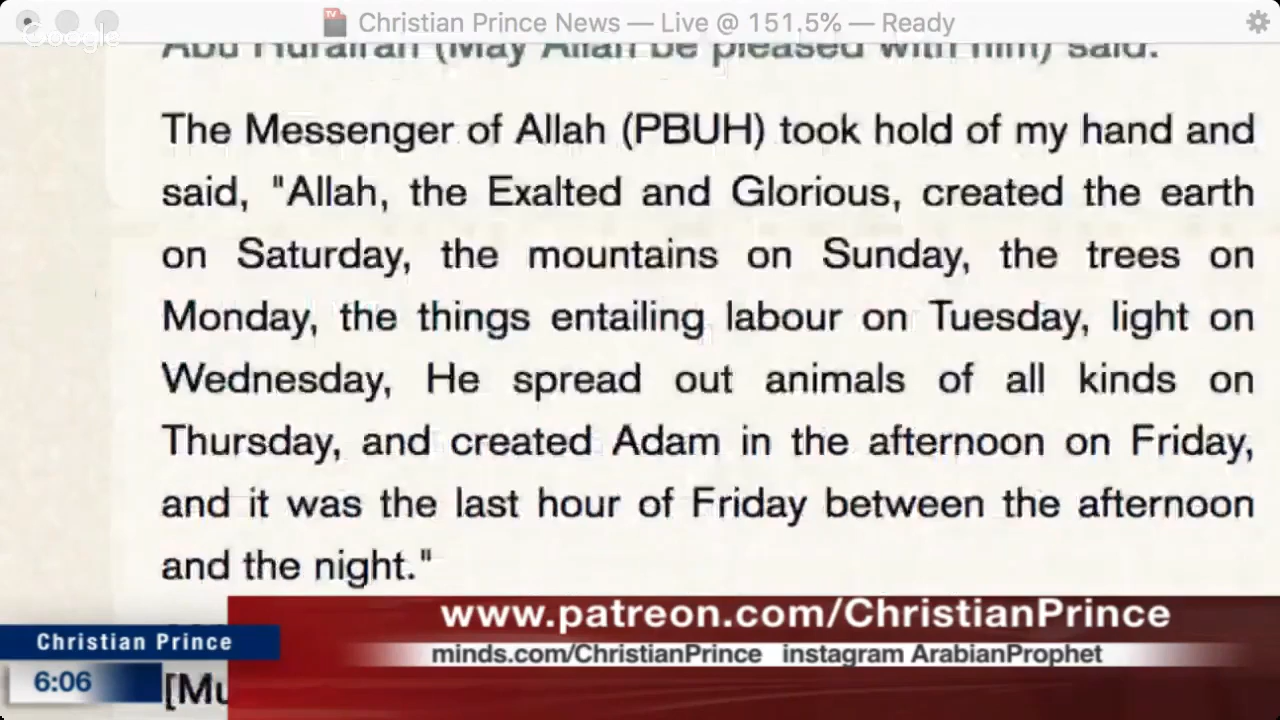 Christian Prince News — Live @ 151.5% — Ready
Google
Abu Hurairah (May Allah be pleased with him) said:
The Messenger of Allah (PBUH) took hold of my hand and
said, "Allah, the Exalted and Glorious, created the earth
on Saturday, the mountains on Sunday, the trees on
Monday, the things entailing labour on Tuesday, light on
Wednesday, He spread out animals of all kinds on
Thursday, and created Adam in the afternoon on Friday,
and it was the last hour of Friday between the afternoon
and the night."
www.patreon.com/ChristianPrince
Christian Prince
minds.com/ChristianPrince instagram ArabianProphet
6:06